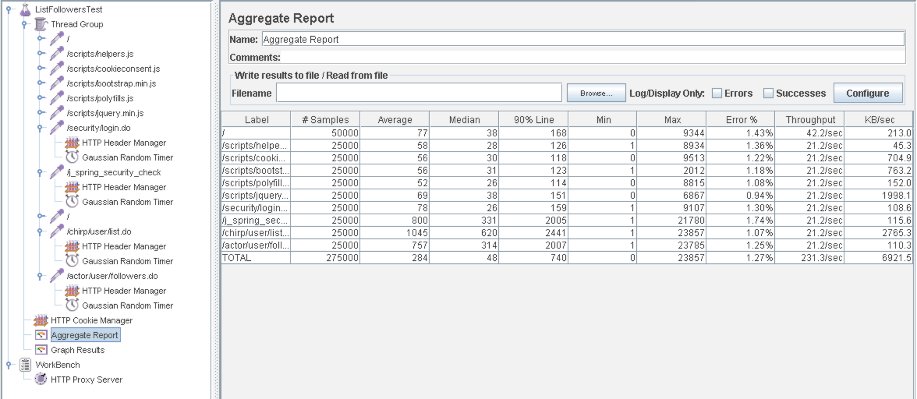 ListFollowersTest
Thread Group
/
/scripts/helpers.js
/scripts/cookieconsent.js
/scripts/bootstrap.min.js
/scripts/polyfills.js
/scripts/jquery.min.js
/security/login.do
HTTP Header Manager
Gaussian Random Timer
/j_spring_security_check
HTTP Header Manager
Gaussian Random Timer
/
/chirp/user/list.do
HTTP Header Manager
Gaussian Random Timer
/actor/user/followers.do
HTTP Header Manager
Gaussian Random Timer
HTTP Cookie Manager
Aggregate Report
Graph Results
WorkBench
HTTP Proxy Server
Aggregate Report
Name: Aggregate Report
Comments:
Write results to file / Read from file
Filename Browse... Log/Display Only: Errors Successes Configure
Label # Samples Average Median 90% Line Min Max Error % Throughput KB/sec
/ 50000 77 38 168 0 9344 1.43% 42.2/sec 213.0
/scripts/helpe... 25000 58 28 126 1 8934 1.36% 21.2/sec 45.3
/scripts/cooki... 25000 56 30 118 0 9513 1.22% 21.2/sec 704.9
/scripts/bootst... 25000 56 31 123 1 2012 1.18% 21.2/sec 763.2
/scripts/polyfil... 25000 52 26 114 0 8815 1.08% 21.2/sec 152.0
/scripts/jquery... 25000 69 38 151 0 6867 0.94% 21.2/sec 1998.1
/security/login... 25000 78 26 159 1 9107 1.30% 21.2/sec 108.6
/j_spring_sec... 25000 800 331 2005 1 21780 1.74% 21.2/sec 115.6
/chirp/user/list... 25000 1045 620 2441 1 23857 1.07% 21.2/sec 2765.3
/actor/user/foll... 25000 757 314 2007 1 23785 1.25% 21.2/sec 110.3
TOTAL 275000 284 48 740 0 23857 1.27% 231.3/sec 6921.5